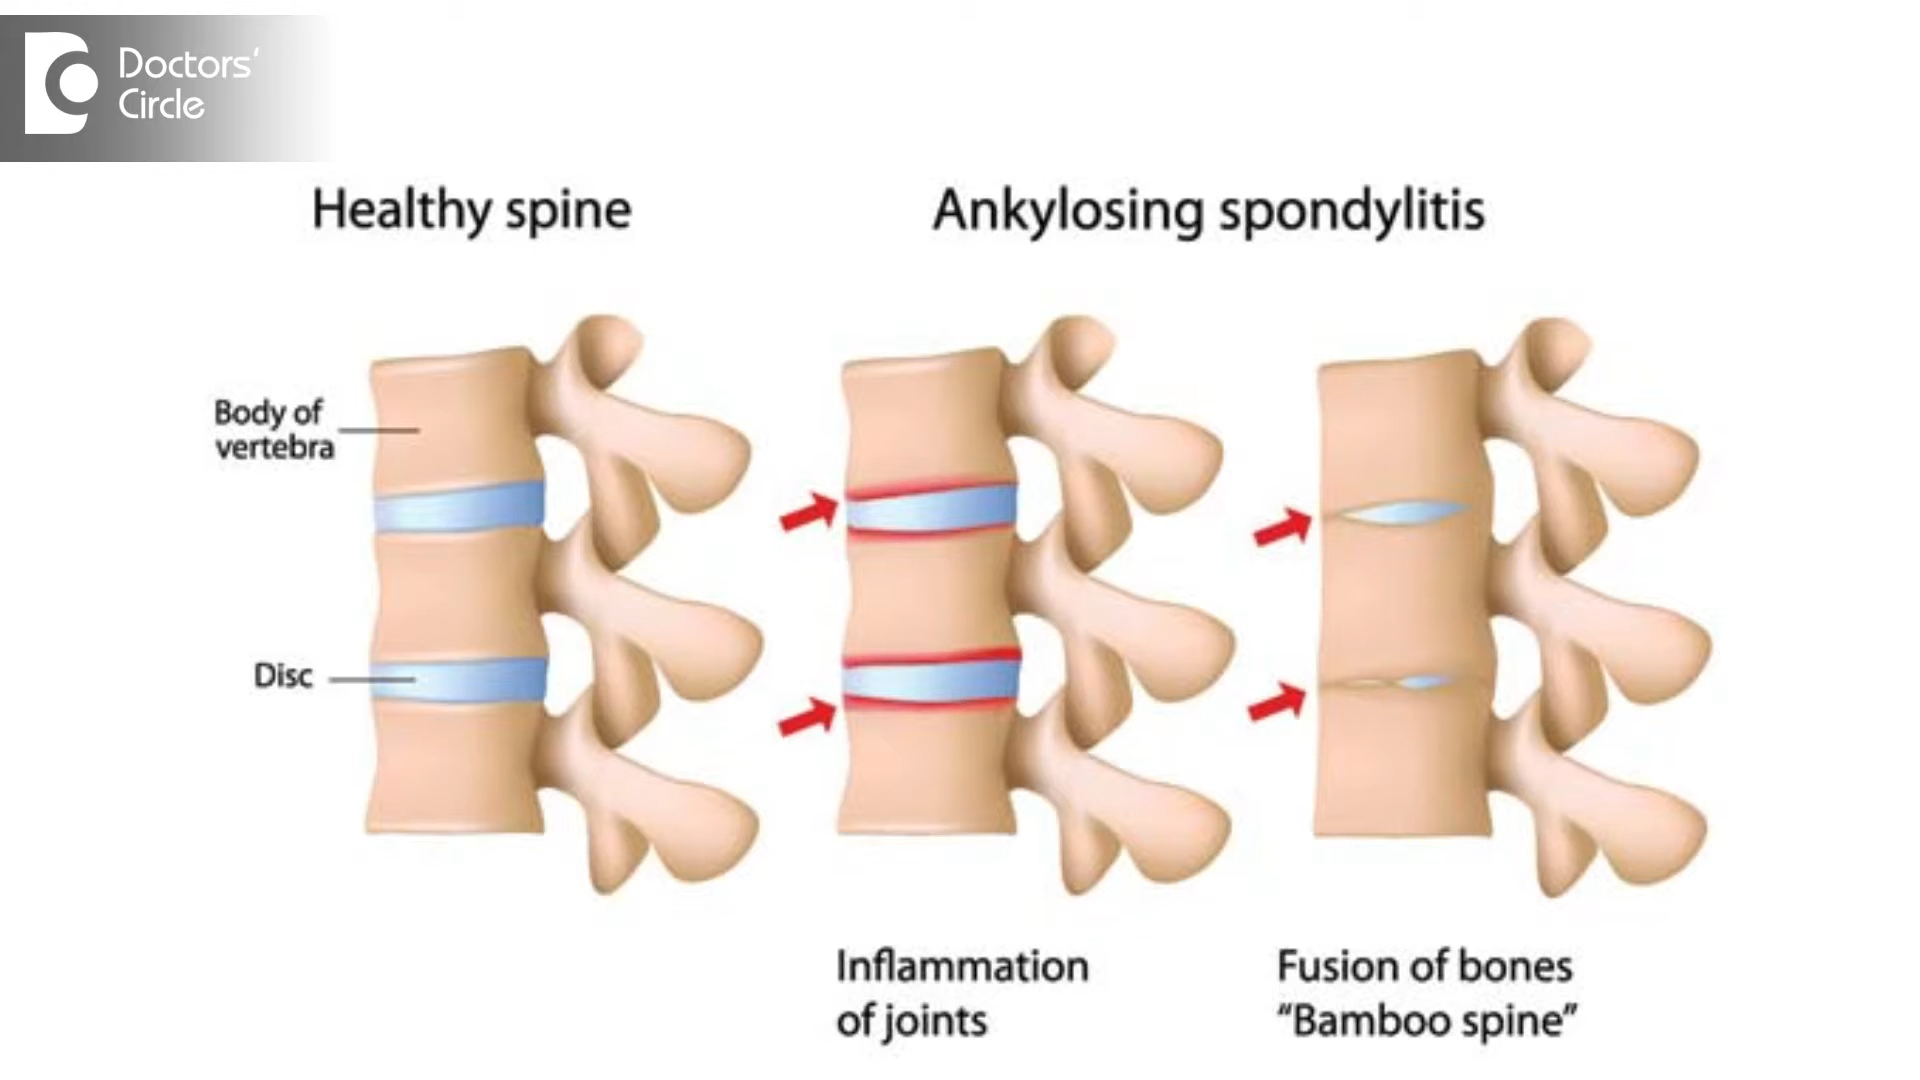 Doctors'
Circle
Healthy spine
Ankylosing spondylitis
Body of
vertebra
Disc
Inflammation
of joints
Fusion of bones
“Bamboo spine”